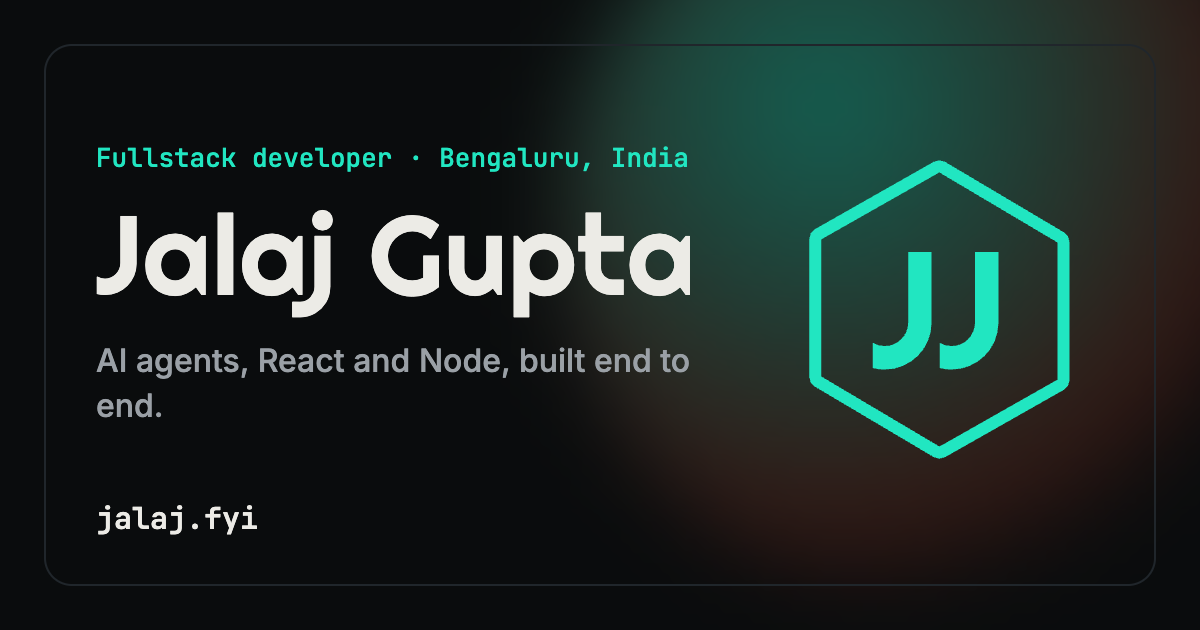 Fullstack developer · Bengaluru, India
Jalaj Gupta
AI agents, React and Node, built end to
end.
JJ
jalaj.fyi